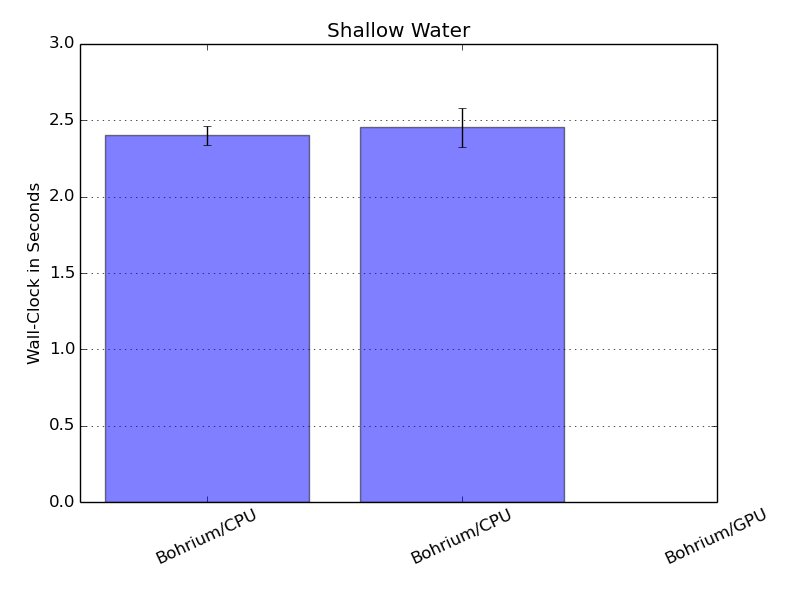 Shallow Water
Wall-Clock in Seconds
3.0
2.5
2.0
1.5
1.0
0.5
0.0
Bohrium/CPU
Bohrium/CPU
Bohrium/GPU